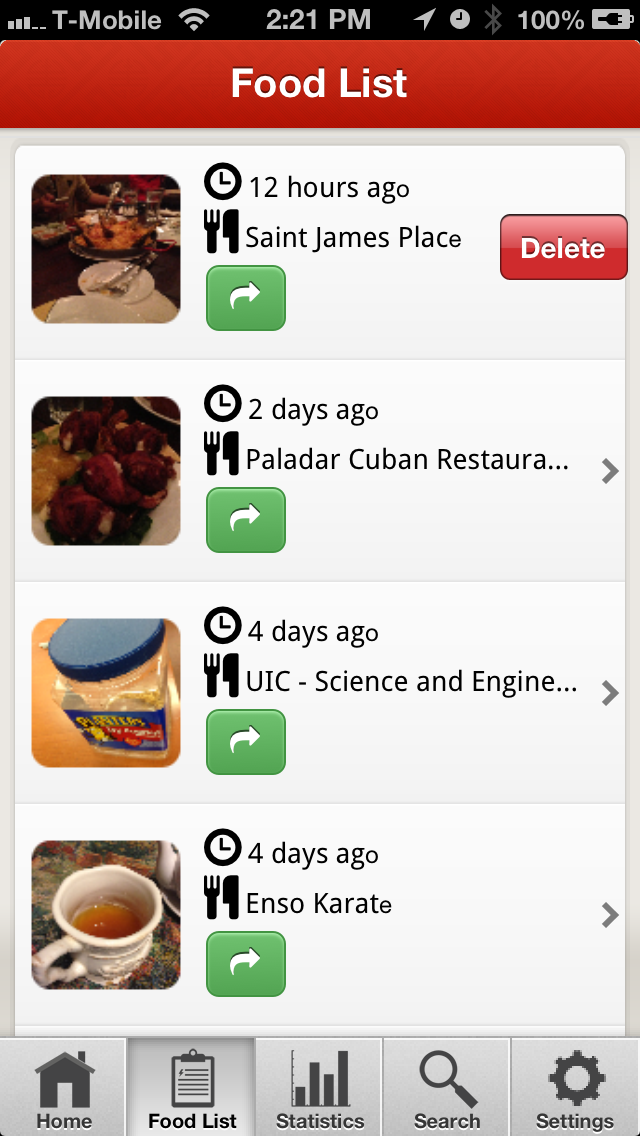 T-Mobile 2:21 PM 100%
Food List
12 hours ago
Saint James Place
Delete
2 days ago
Paladar Cuban Restaura...
4 days ago
UIC - Science and Engine...
PLANTERS
4 days ago
Enso Karate
Home Food List Statistics Search Settings